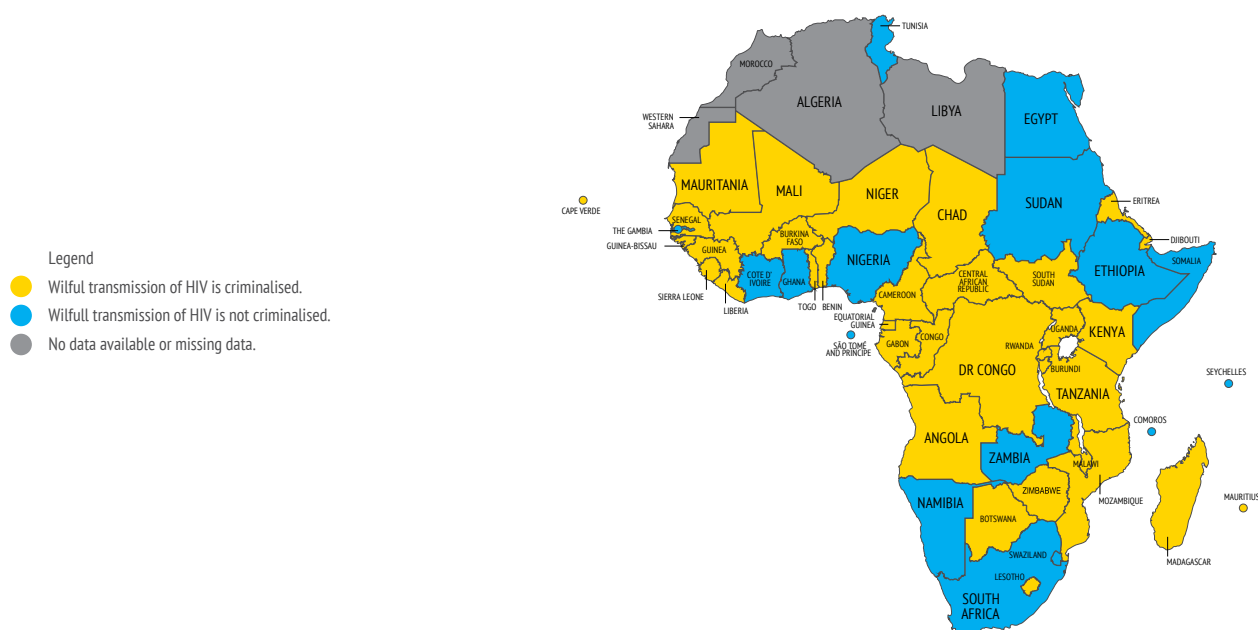 Legend
Wilful transmission of HIV is criminalised.
Wilfull transmission of HIV is not criminalised.
No data available or missing data.
TUNISIA
MOROCCO
ALGERIA
LIBYA
EGYPT
WESTERN
SAHARA
MAURITANIA
MALI
NIGER
CHAD
SUDAN
ERITREA
CAPE VERDE
SENEGAL
THE GAMBIA
GUINEA-BISSAU
GUINEA
BURKINA
FASO
NIGERIA
DJIBOUTI
SOMALIA
ETHIOPIA
SIERRA LEONE
LIBERIA
COTE D'
IVOIRE
GHANA
TOGO
BENIN
CAMEROON
CENTRAL
AFRICAN
REPUBLIC
SOUTH
SUDAN
EQUATORIAL
GUINEA
SÃO TOMÉ
AND PRINCIPE
GABON
CONGO
UGANDA
KENYA
RWANDA
BURUNDI
DR CONGO
TANZANIA
SEYCHELLES
COMOROS
ANGOLA
ZAMBIA
MALAWI
MOZAMBIQUE
ZIMBABWE
NAMIBIA
BOTSWANA
MAURITIUS
MADAGASCAR
SWAZILAND
LESOTHO
SOUTH
AFRICA